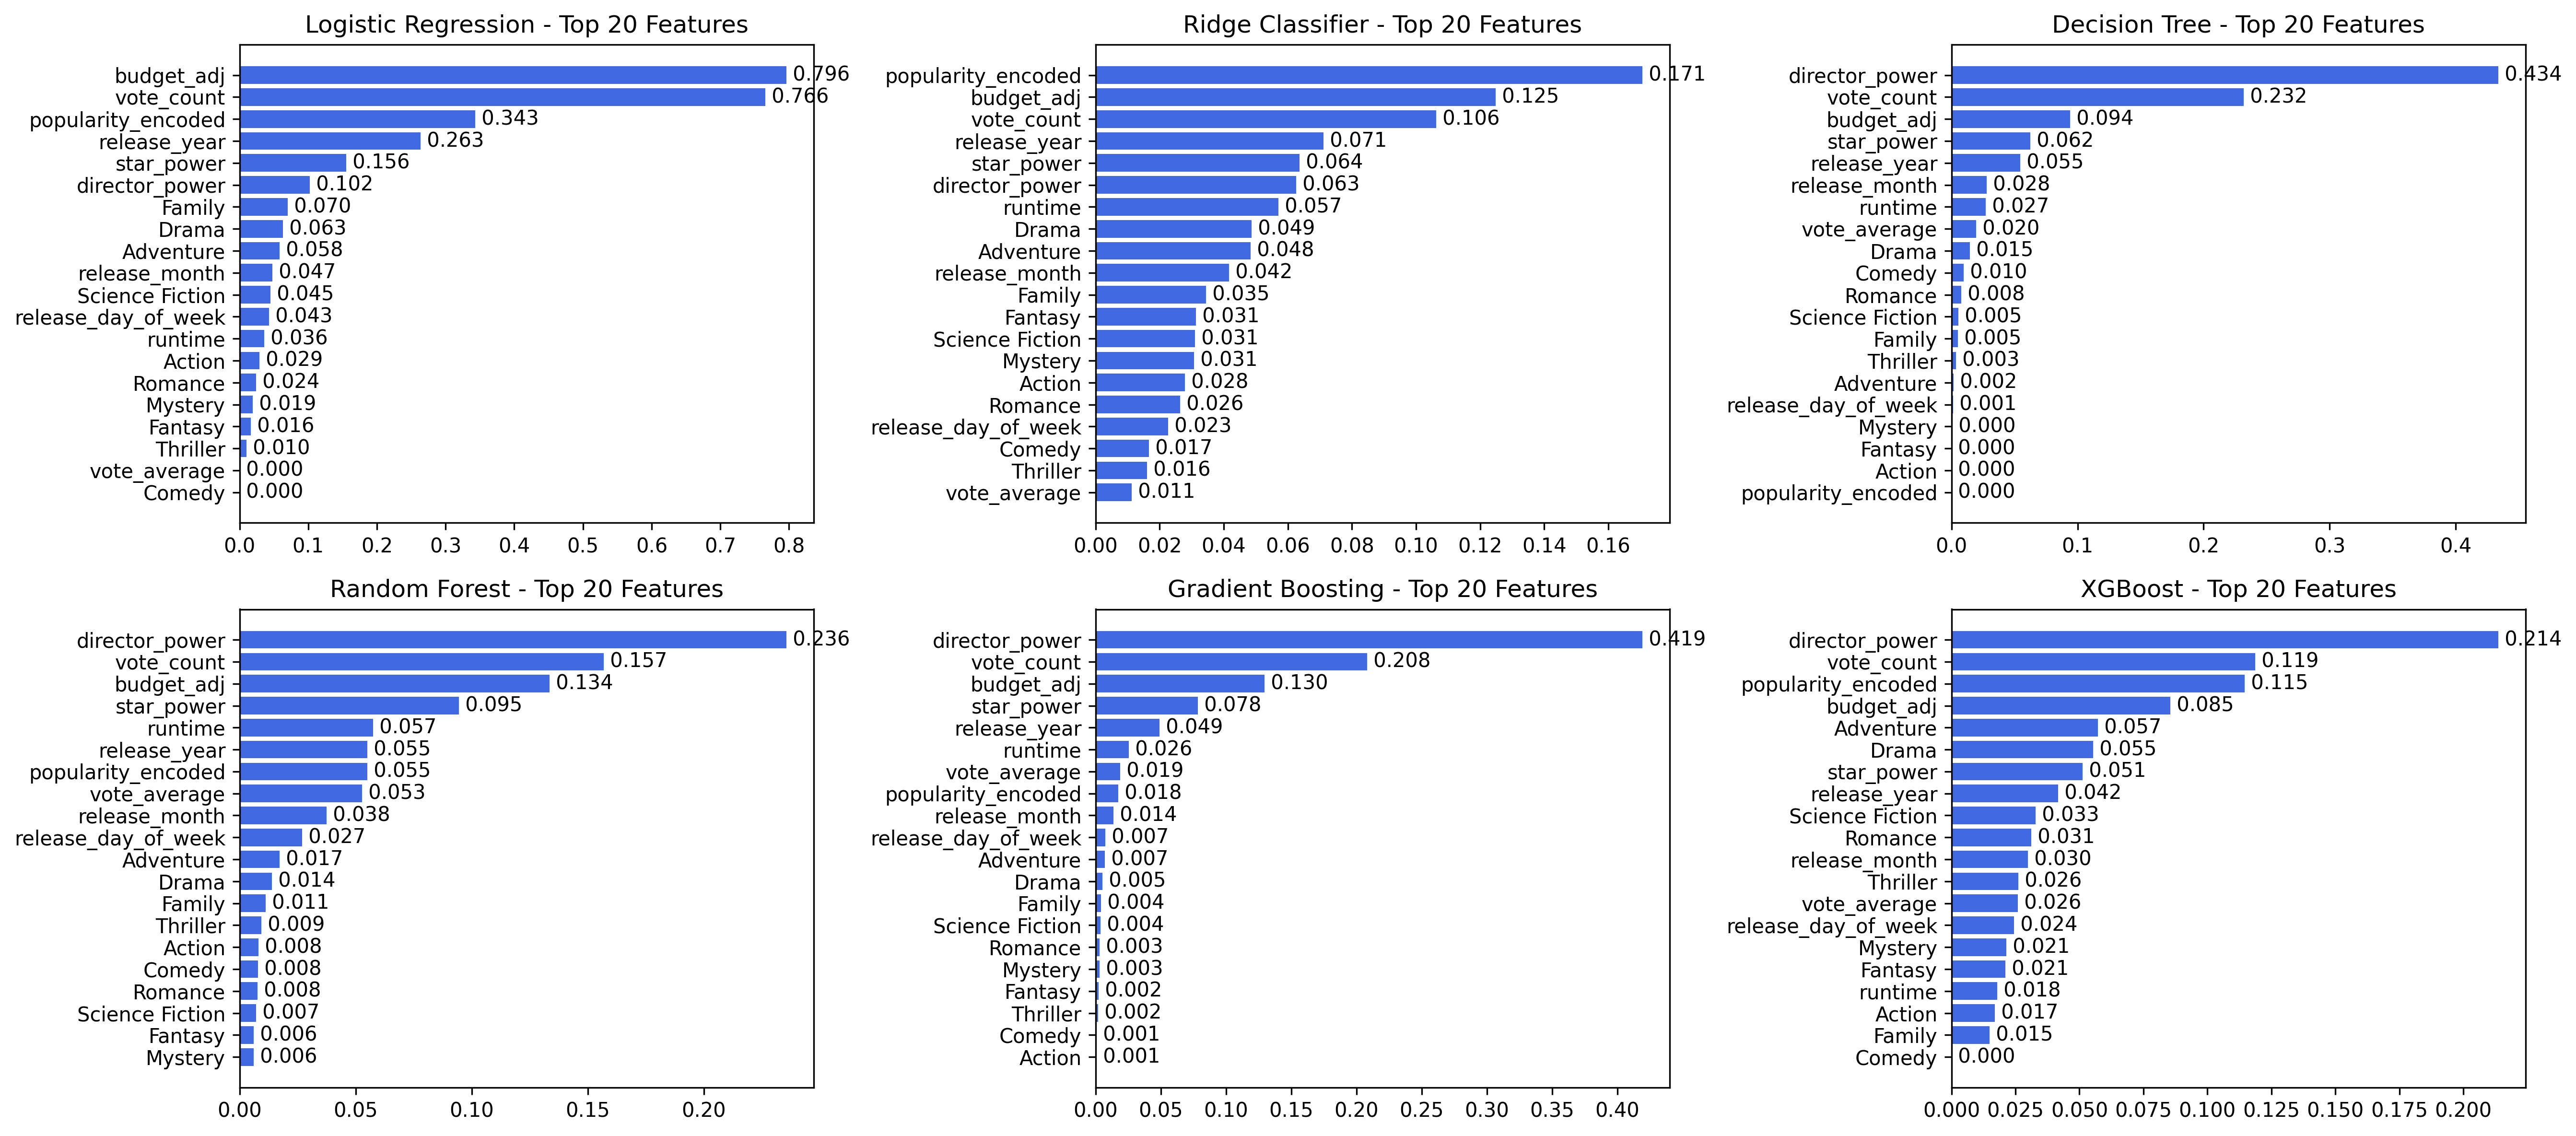 Logistic Regression - Top 20 Features
budget_adj 0.796
vote_count 0.766
popularity_encoded 0.343
release_year 0.263
star_power 0.156
director_power 0.102
Family 0.070
Drama 0.063
Adventure 0.058
release_month 0.047
Science Fiction 0.045
release_day_of_week 0.043
runtime 0.036
Action 0.029
Romance 0.024
Mystery 0.019
Fantasy 0.016
Thriller 0.010
vote_average 0.000
Comedy 0.000
0.0 0.1 0.2 0.3 0.4 0.5 0.6 0.7 0.8
Ridge Classifier - Top 20 Features
popularity_encoded 0.171
budget_adj 0.125
vote_count 0.106
release_year 0.071
star_power 0.064
director_power 0.063
runtime 0.057
Drama 0.049
Adventure 0.048
release_month 0.042
Family 0.035
Fantasy 0.031
Science Fiction 0.031
Mystery 0.031
Action 0.028
Romance 0.026
release_day_of_week 0.023
Comedy 0.017
Thriller 0.016
vote_average 0.011
0.00 0.02 0.04 0.06 0.08 0.10 0.12 0.14 0.16
Decision Tree - Top 20 Features
director_power 0.434
vote_count 0.232
budget_adj 0.094
star_power 0.062
release_year 0.055
release_month 0.028
runtime 0.027
vote_average 0.020
Drama 0.015
Comedy 0.010
Romance 0.008
Science Fiction 0.005
Family 0.005
Thriller 0.003
Adventure 0.002
release_day_of_week 0.001
Mystery 0.000
Fantasy 0.000
Action 0.000
popularity_encoded 0.000
0.0 0.1 0.2 0.3 0.4
Random Forest - Top 20 Features
director_power 0.236
vote_count 0.157
budget_adj 0.134
star_power 0.095
runtime 0.057
release_year 0.055
popularity_encoded 0.055
vote_average 0.053
release_month 0.038
release_day_of_week 0.027
Adventure 0.017
Drama 0.014
Family 0.011
Thriller 0.009
Action 0.008
Comedy 0.008
Romance 0.008
Science Fiction 0.007
Fantasy 0.006
Mystery 0.006
0.00 0.05 0.10 0.15 0.20
Gradient Boosting - Top 20 Features
director_power 0.419
vote_count 0.208
budget_adj 0.130
star_power 0.078
release_year 0.049
runtime 0.026
vote_average 0.019
popularity_encoded 0.018
release_month 0.014
release_day_of_week 0.007
Adventure 0.007
Drama 0.005
Family 0.004
Science Fiction 0.004
Romance 0.003
Mystery 0.003
Fantasy 0.002
Thriller 0.002
Comedy 0.001
Action 0.001
0.00 0.05 0.10 0.15 0.20 0.25 0.30 0.35 0.40
XGBoost - Top 20 Features
director_power 0.214
vote_count 0.119
popularity_encoded 0.115
budget_adj 0.085
Adventure 0.057
Drama 0.055
star_power 0.051
release_year 0.042
Science Fiction 0.033
Romance 0.031
release_month 0.030
Thriller 0.026
vote_average 0.026
release_day_of_week 0.024
Mystery 0.021
Fantasy 0.021
runtime 0.018
Action 0.017
Family 0.015
Comedy 0.000
0.000 0.025 0.050 0.075 0.100 0.125 0.150 0.175 0.200